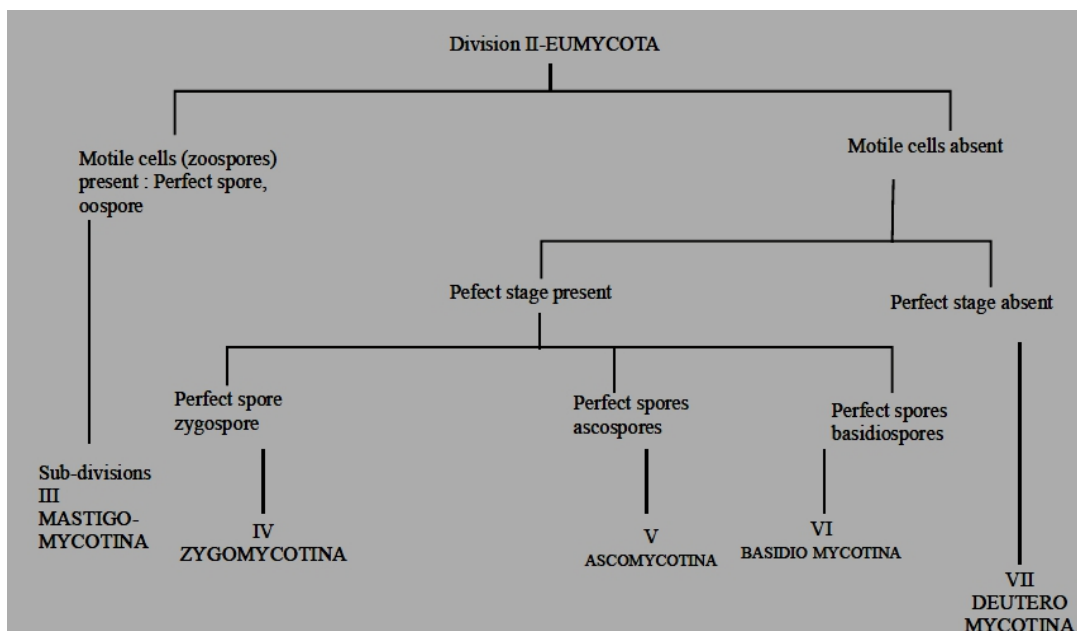 Division II-EUMYCOTA
Motile cells (zoospores)
present : Perfect spore,
oospore
Motile cells absent
Pefect stage present
Perfect stage absent
Perfect spore
zygospore
Perfect spores
ascospores
Perfect spores
basidiospores
Sub-divisions
III
MASTIGO-
MYCOTINA
IV
ZYGOMYCOTINA
V
ASCOMYCOTINA
VI
BASIDIO MYCOTINA
VII
DEUTERO
MYCOTINA